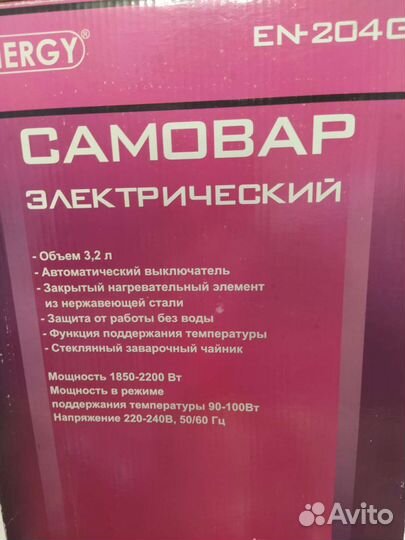 NERGY®
EN-204G
САМОВАР
ЭЛЕКТРИЧЕСКИЙ
- Объем 3,2 л
- Автоматический выключатель
- Закрытый нагревательный элемент
из нержавеющей стали
- Защита от работы без воды
- Функция поддержания температуры
- Стеклянный заварочный чайник
Мощность 1850-2200 Вт
Мощность в режиме
поддержания температуры 90-100Вт
Напряжение 220-240В, 50/60 Гц
Avito